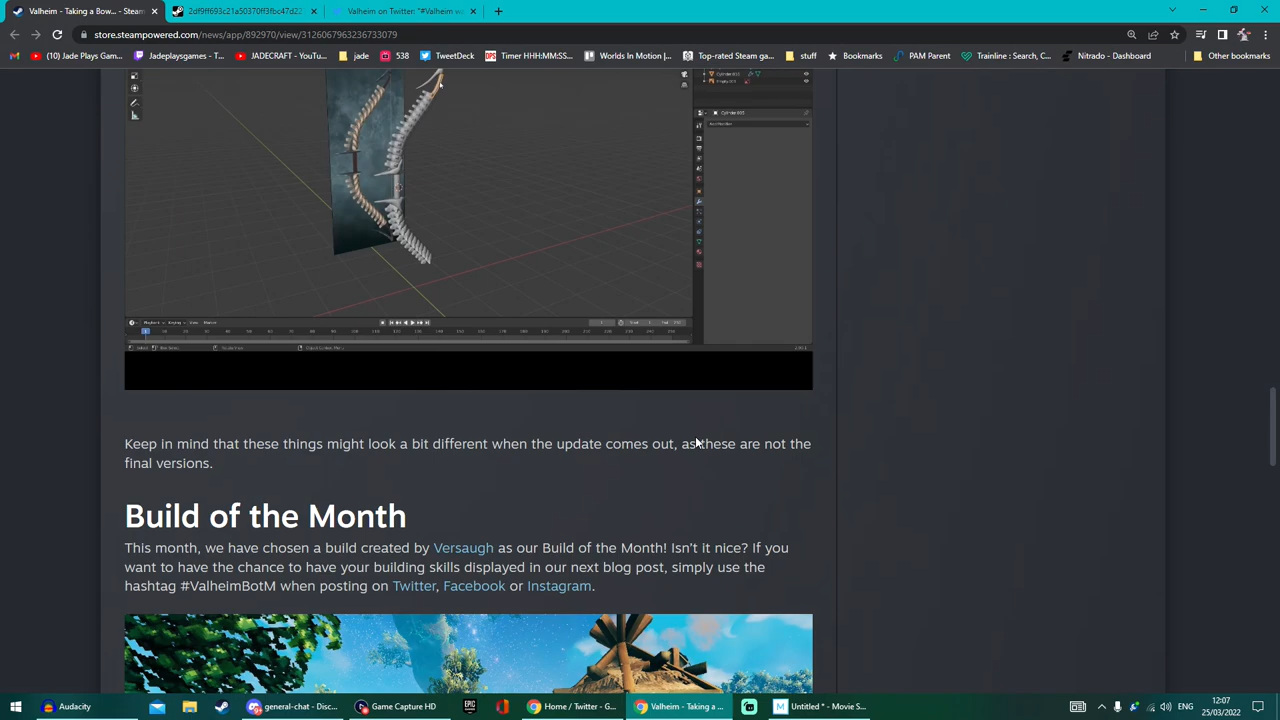 Valheim - Taking a Bow... - Steam
2df9ff693c21a50370ff3fbc47d22
Valheim on Twitter: "#Valheim wa
store.steampowered.com/news/app/892970/view/3126067963236733079
(10) Jade Plays Gam...
Jadeplaysgames - T...
JADECRAFT - YouTu...
jade
538
TweetDeck
Timer HHH:MM:SS...
Worlds In Motion |...
Top-rated Steam ga...
stuff
Bookmarks
PAM Parent
Trainline : Search, C...
Nitrado - Dashboard
Other bookmarks
Keep in mind that these things might look a bit different when the update comes out, as these are not the
final versions.
Build of the Month
This month, we have chosen a build created by Versaugh as our Build of the Month! Isn't it nice? If you
want to have the chance to have your building skills displayed in our next blog post, simply use the
hashtag #ValheimBotM when posting on Twitter, Facebook or Instagram.
Audacity
general-chat - Disc...
Game Capture HD
Home / Twitter - G...
Valheim - Taking a ...
Untitled * - Movie S...
ENG
12:07
25/03/2022